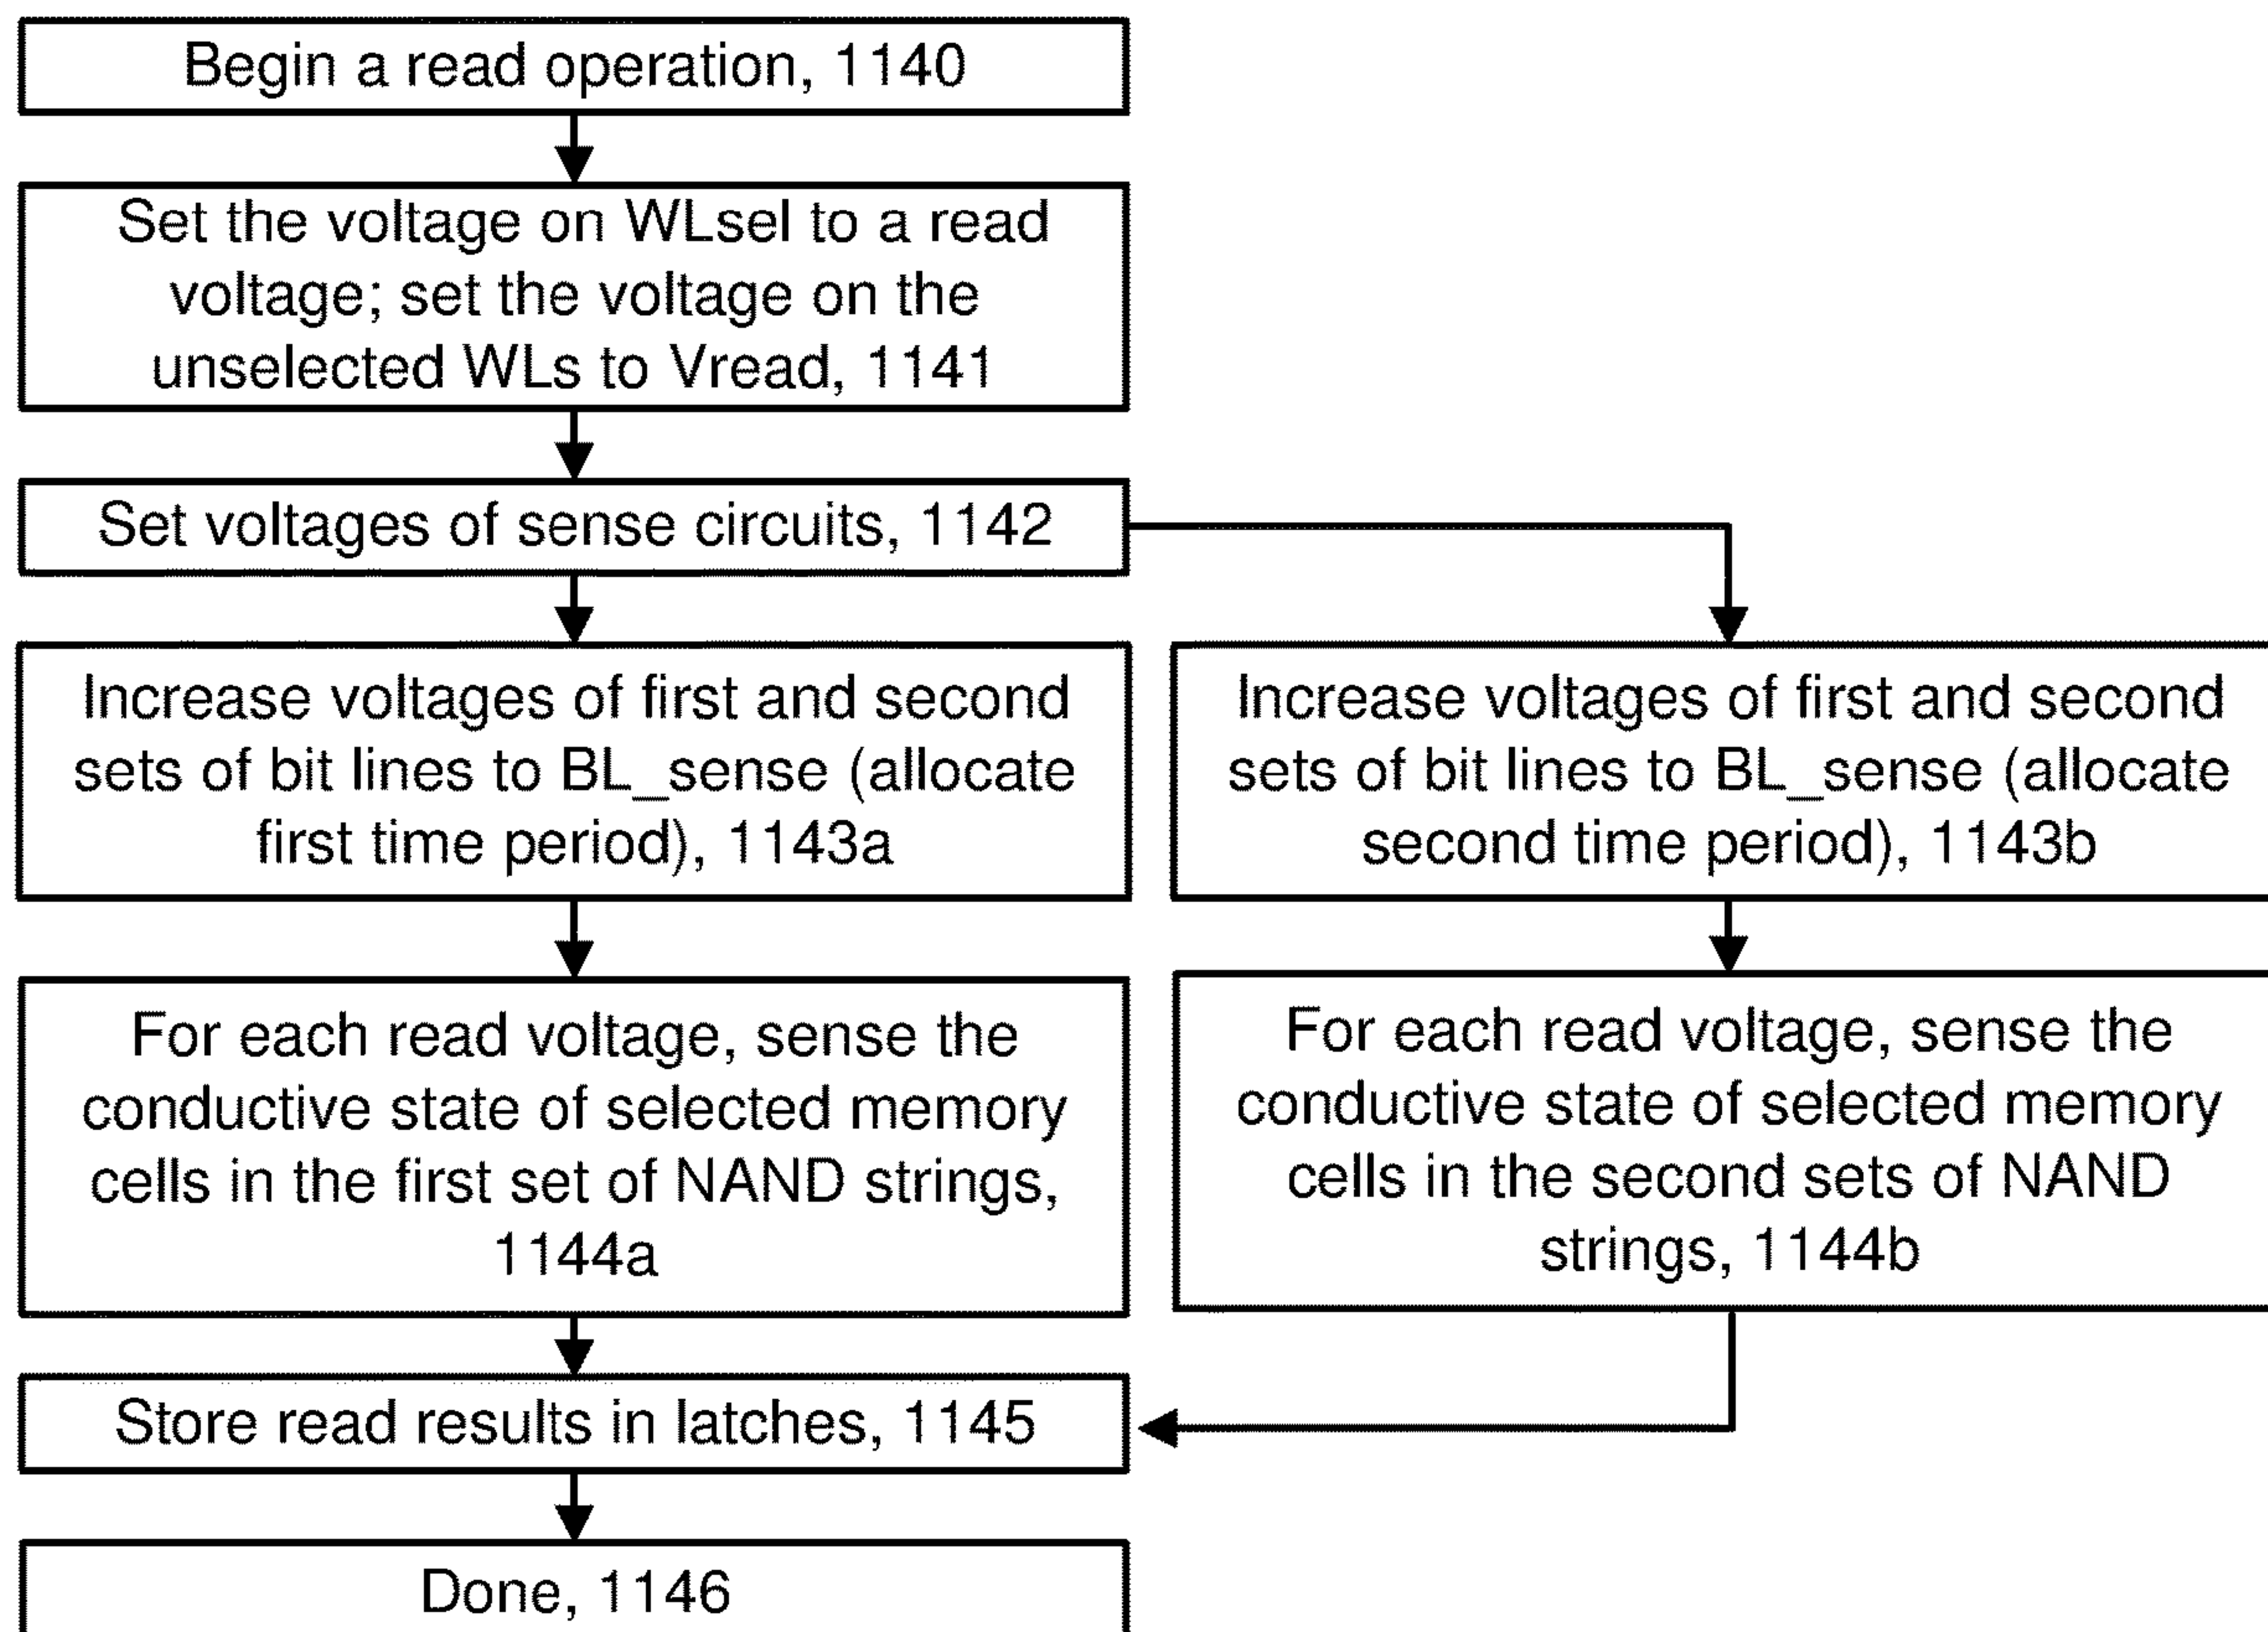 Begin a read operation, 1140
Set the voltage on WLsel to a read
voltage; set the voltage on the
unselected WLs to Vread, 1141
Set voltages of sense circuits, 1142
Increase voltages of first and second
sets of bit lines to BL_sense (allocate
first time period), 1143a
Increase voltages of first and second
sets of bit lines to BL_sense (allocate
second time period), 1143b
For each read voltage, sense the
conductive state of selected memory
cells in the first set of NAND strings,
1144a
For each read voltage, sense the
conductive state of selected memory
cells in the second sets of NAND
strings, 1144b
Store read results in latches, 1145
Done, 1146